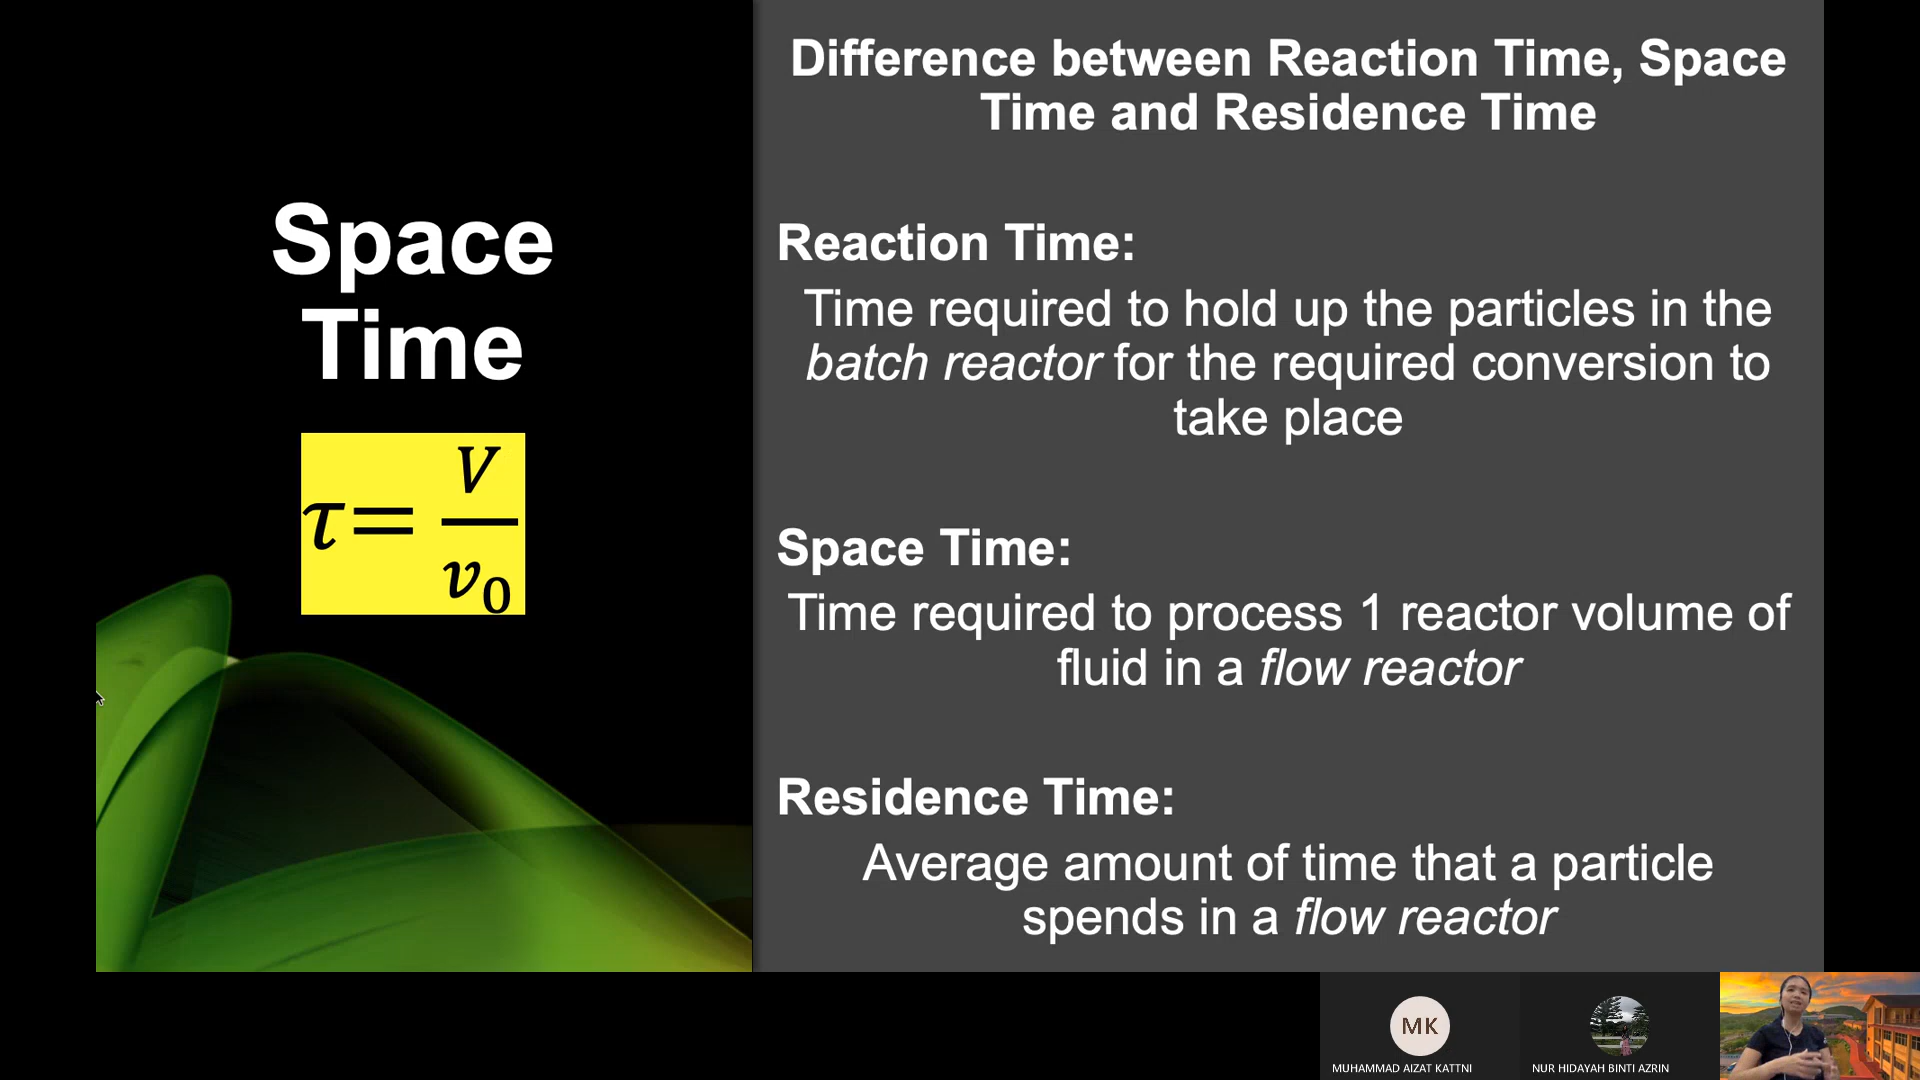 Space
Time
τ= V/v₀
Difference between Reaction Time, Space
Time and Residence Time
Reaction Time:
Time required to hold up the particles in the
batch reactor for the required conversion to
take place
Space Time:
Time required to process 1 reactor volume of
fluid in a flow reactor
Residence Time:
Average amount of time that a particle
spends in a flow reactor
MK
MUHAMMAD AIZAT KATTNI
NUR HIDAYAH BINTI AZRIN